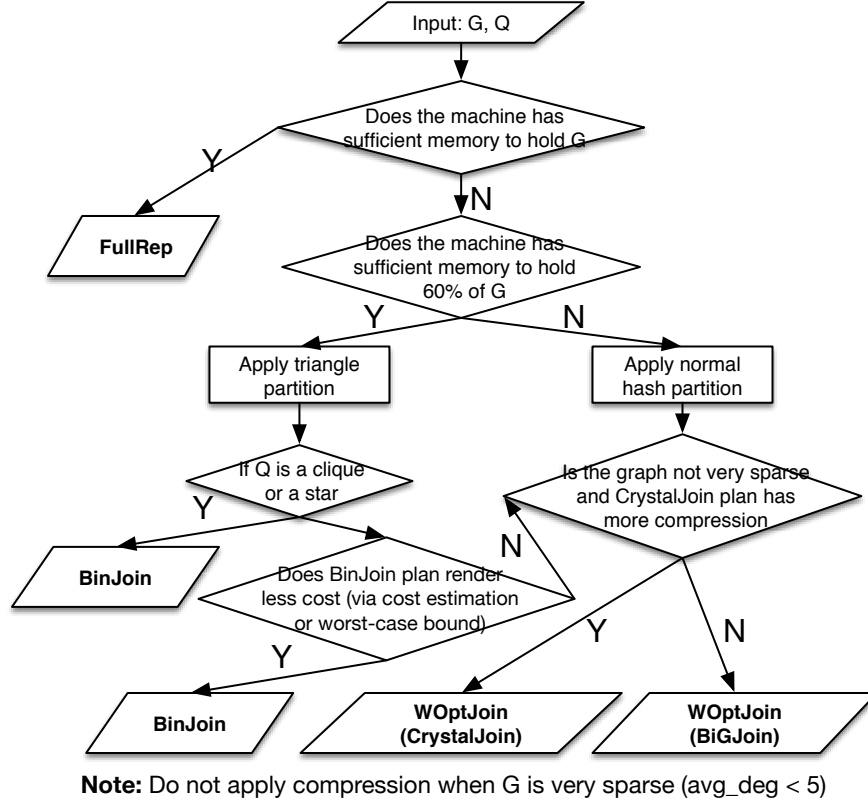 Input: G, Q
Does the machine has
sufficient memory to hold G
Y
N
FullRep
Does the machine has
sufficient memory to hold
60% of G
Y
N
Apply triangle
partition
Apply normal
hash partition
If Q is a clique
or a star
Is the graph not very sparse
and CrystalJoin plan has
more compression
Y
N
BinJoin
Does BinJoin plan render
less cost (via cost estimation
or worst-case bound)
Y
Y
N
BinJoin
WOptJoin
(CrystalJoin)
WOptJoin
(BiGJoin)
Note: Do not apply compression when G is very sparse (avg_deg < 5)